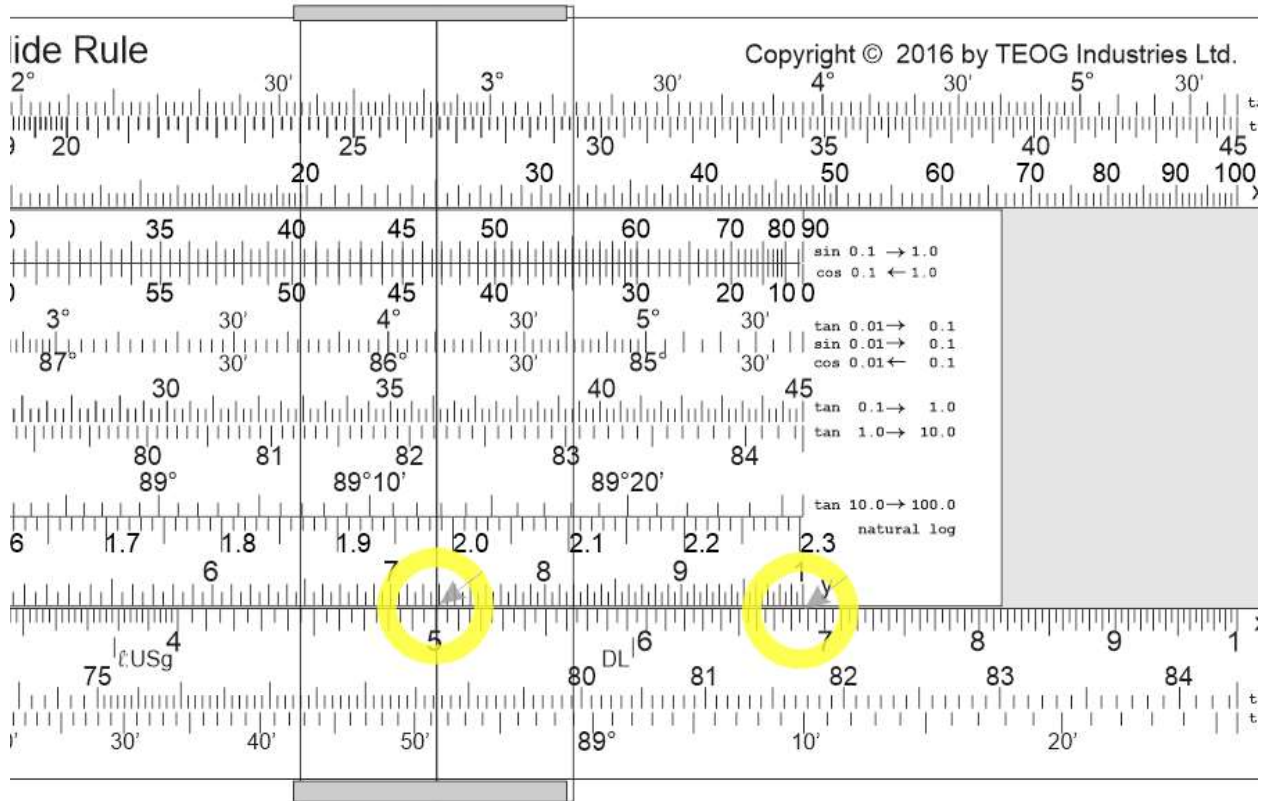 lide Rule Copyright © 2016 by TEOG Industries Ltd.
2° 30' 3° 30' 4° 30' 5° 30'
20 25 30 35 40 45
20 30 40 50 60 70 80 90 100
35 40 45 50 60 70 80 90
sin 0.1 → 1.0
cos 0.1 ← 1.0
55 50 45 40 30 20 10 0
3° 30' 4° 30' 5° 30'
tan 0.01→ 0.1
sin 0.01→ 0.1
87° 30' 86° 30' 85° 30' cos 0.01← 0.1
30 35 40 45
tan 0.1→ 1.0
tan 1.0→ 10.0
80 81 82 83 84
89° 89°10' 89°20'
tan 10.0→100.0
natural log
6 1.7 1.8 1.9 2.0 2.1 2.2 2.3
6 7 8 9 1 y
4 5 6 7 8 9 1
ℓ:USg DL
75 80 81 82 83 84
30' 40' 50' 89° 10' 20'